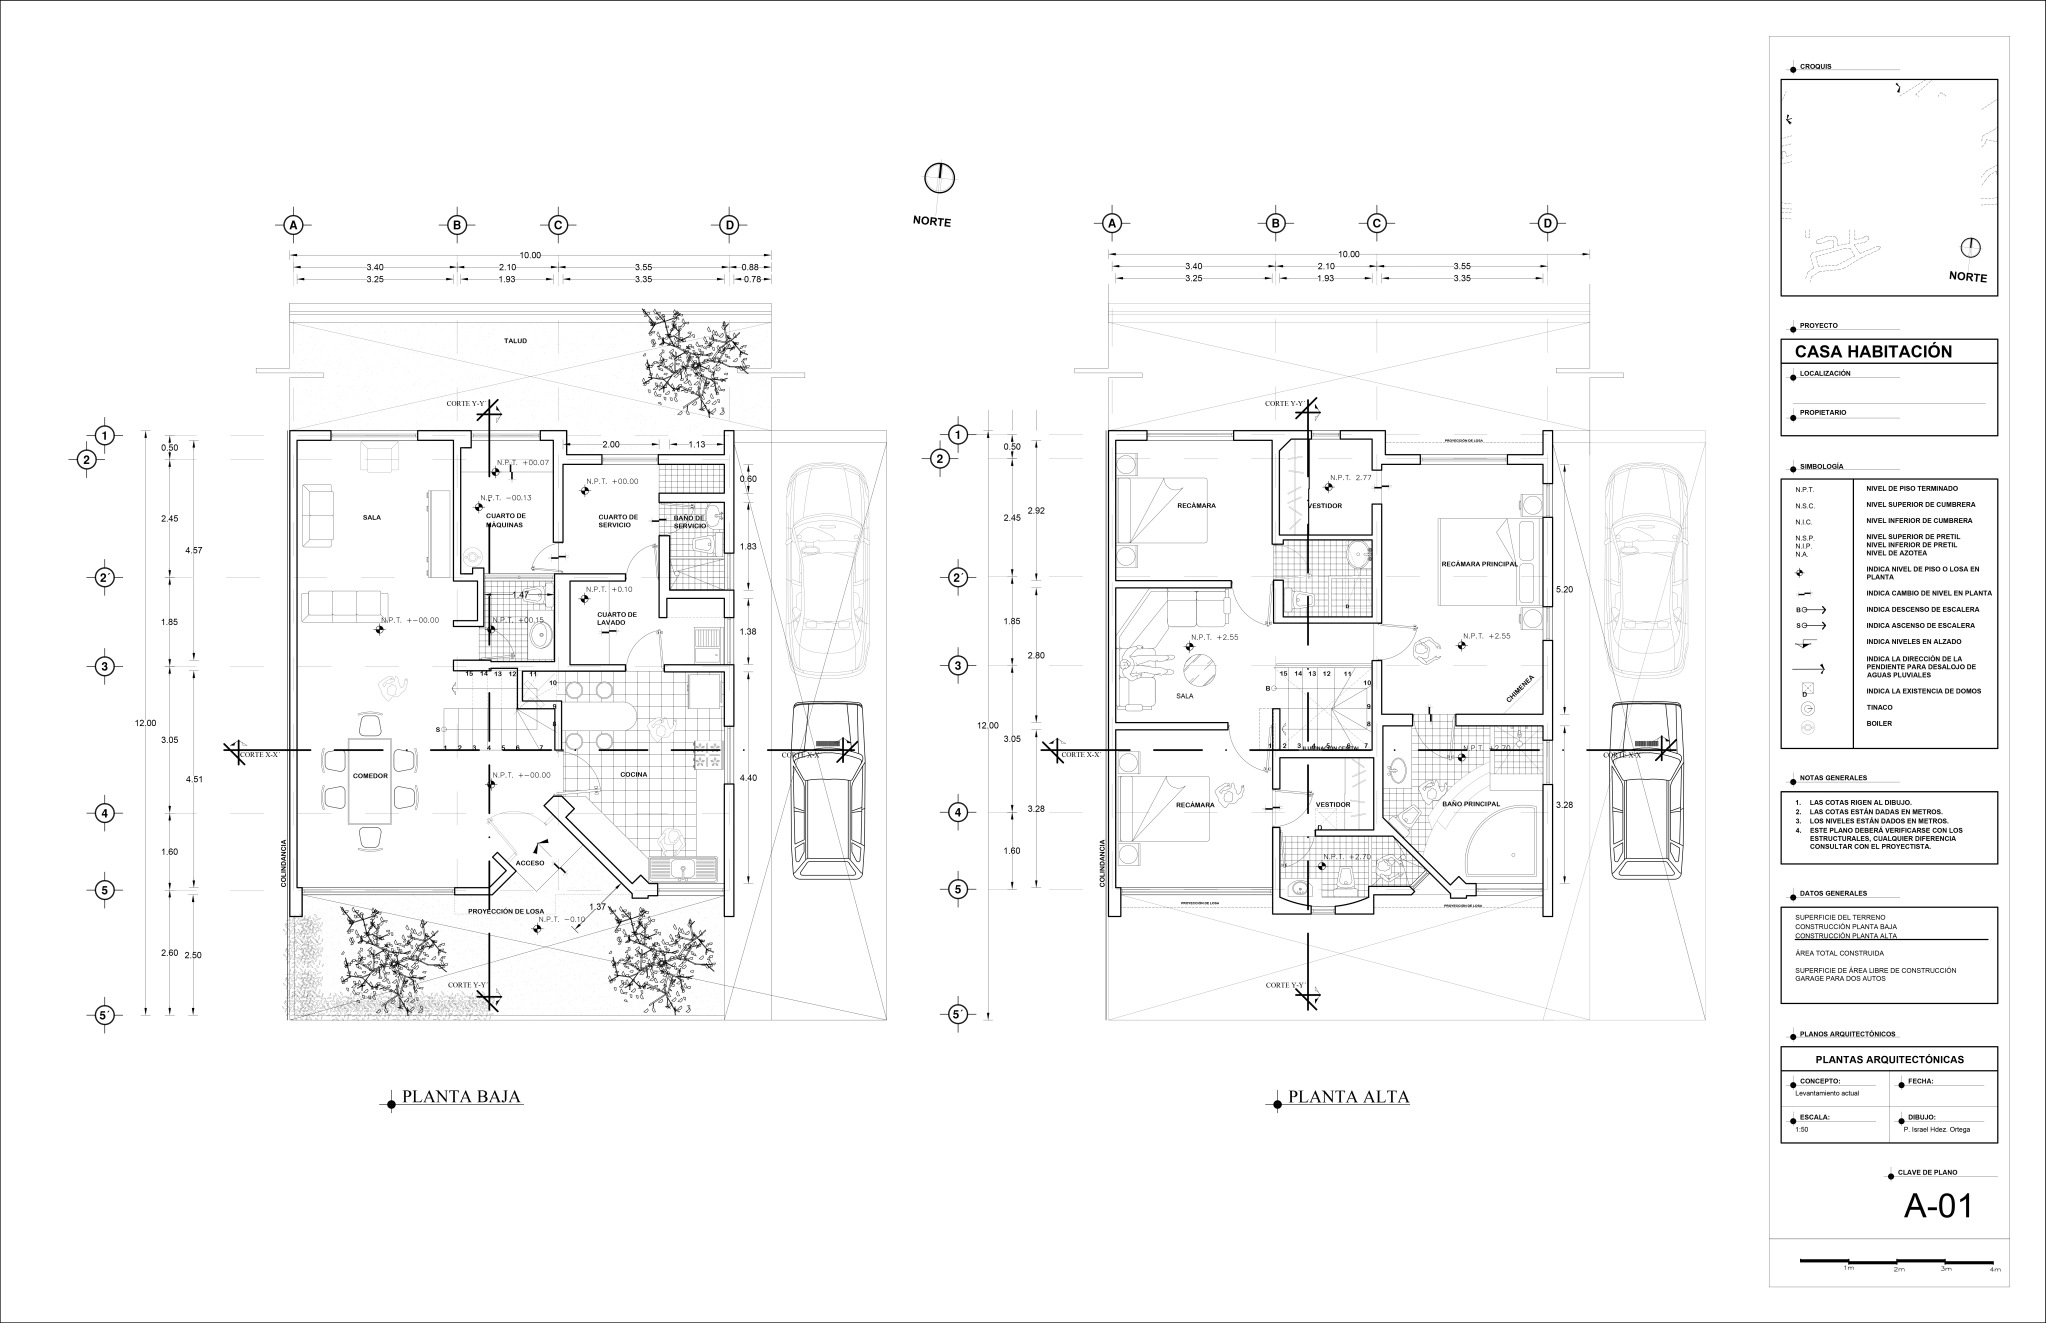 NORTE
A
B
C
D
10.00
3.40
2.10
3.55
0.88
3.25
1.93
3.35
0.78
TALUD
CORTE Y-Y'
1
2
2´
3
4
5
5´
0.50
2.45
1.85
3.05
1.60
2.60
4.57
4.51
2.50
12.00
2.00
1.13
N.P.T. +00.07
N.P.T. +00.00
0.60
N.P.T. −00.13
SALA
CUARTO DE
MÁQUINAS
CUARTO DE
SERVICIO
BAÑO DE
SERVICIO
1.83
N.P.T. +0.10
1.47
CUARTO DE
LAVADO
N.P.T. +−00.00
N.P.T. +00.15
1.38
15 14 13 12 11
10
9
8
S
1 2 3 4 5 6 7
CORTE X-X'
CORTE X-X'
COMEDOR
N.P.T. +−00.00
COCINA
4.40
ACCESO
COLINDANCIA
1.37
PROYECCIÓN DE LOSA
N.P.T. −0.10
CORTE Y-Y'
PLANTA BAJA
A
B
C
D
10.00
3.40
2.10
3.55
3.25
1.93
3.35
CORTE Y-Y'
1
2
2´
3
4
5
5´
0.50
2.45
1.85
3.05
1.60
2.92
2.80
3.28
12.00
PROYECCIÓN DE LOSA
N.P.T. 2.77
RECÁMARA
VESTIDOR
RECÁMARA PRINCIPAL
5.20
D
N.P.T. +2.55
N.P.T. +2.55
SALA
15 14 13 12 11
B
10
9
8
1 2 3 4 5 6 7
CHIMENEA
CORTE X-X'
CORTE X-X'
N.P.T. +2.70
RECÁMARA
VESTIDOR
BAÑO PRINCIPAL
3.28
D
N.P.T. +2.70
COLINDANCIA
PROYECCIÓN DE LOSA
PROYECCIÓN DE LOSA
CORTE Y-Y'
PLANTA ALTA
CROQUIS
NORTE
PROYECTO
CASA HABITACIÓN
LOCALIZACIÓN
PROPIETARIO
SIMBOLOGÍA
N.P.T. NIVEL DE PISO TERMINADO
N.S.C. NIVEL SUPERIOR DE CUMBRERA
N.I.C. NIVEL INFERIOR DE CUMBRERA
N.S.P. NIVEL SUPERIOR DE PRETIL
N.I.P. NIVEL INFERIOR DE PRETIL
N.A. NIVEL DE AZOTEA
INDICA NIVEL DE PISO O LOSA EN
PLANTA
INDICA CAMBIO DE NIVEL EN PLANTA
B INDICA DESCENSO DE ESCALERA
S INDICA ASCENSO DE ESCALERA
INDICA NIVELES EN ALZADO
INDICA LA DIRECCIÓN DE LA
PENDIENTE PARA DESALOJO DE
AGUAS PLUVIALES
D INDICA LA EXISTENCIA DE DOMOS
TINACO
BOILER
NOTAS GENERALES
1. LAS COTAS RIGEN AL DIBUJO.
2. LAS COTAS ESTÁN DADAS EN METROS.
3. LOS NIVELES ESTÁN DADOS EN METROS.
4. ESTE PLANO DEBERÁ VERIFICARSE CON LOS
ESTRUCTURALES, CUALQUIER DIFERENCIA
CONSULTAR CON EL PROYECTISTA.
DATOS GENERALES
SUPERFICIE DEL TERRENO
CONSTRUCCIÓN PLANTA BAJA
CONSTRUCCIÓN PLANTA ALTA
ÁREA TOTAL CONSTRUIDA
SUPERFICIE DE ÁREA LIBRE DE CONSTRUCCIÓN
GARAGE PARA DOS AUTOS
PLANOS ARQUITECTÓNICOS
PLANTAS ARQUITECTÓNICAS
CONCEPTO:
Levantamiento actual
FECHA:
ESCALA:
1:50
DIBUJO:
P. Israel Hdez. Ortega
CLAVE DE PLANO
A-01
1m 2m 3m 4m